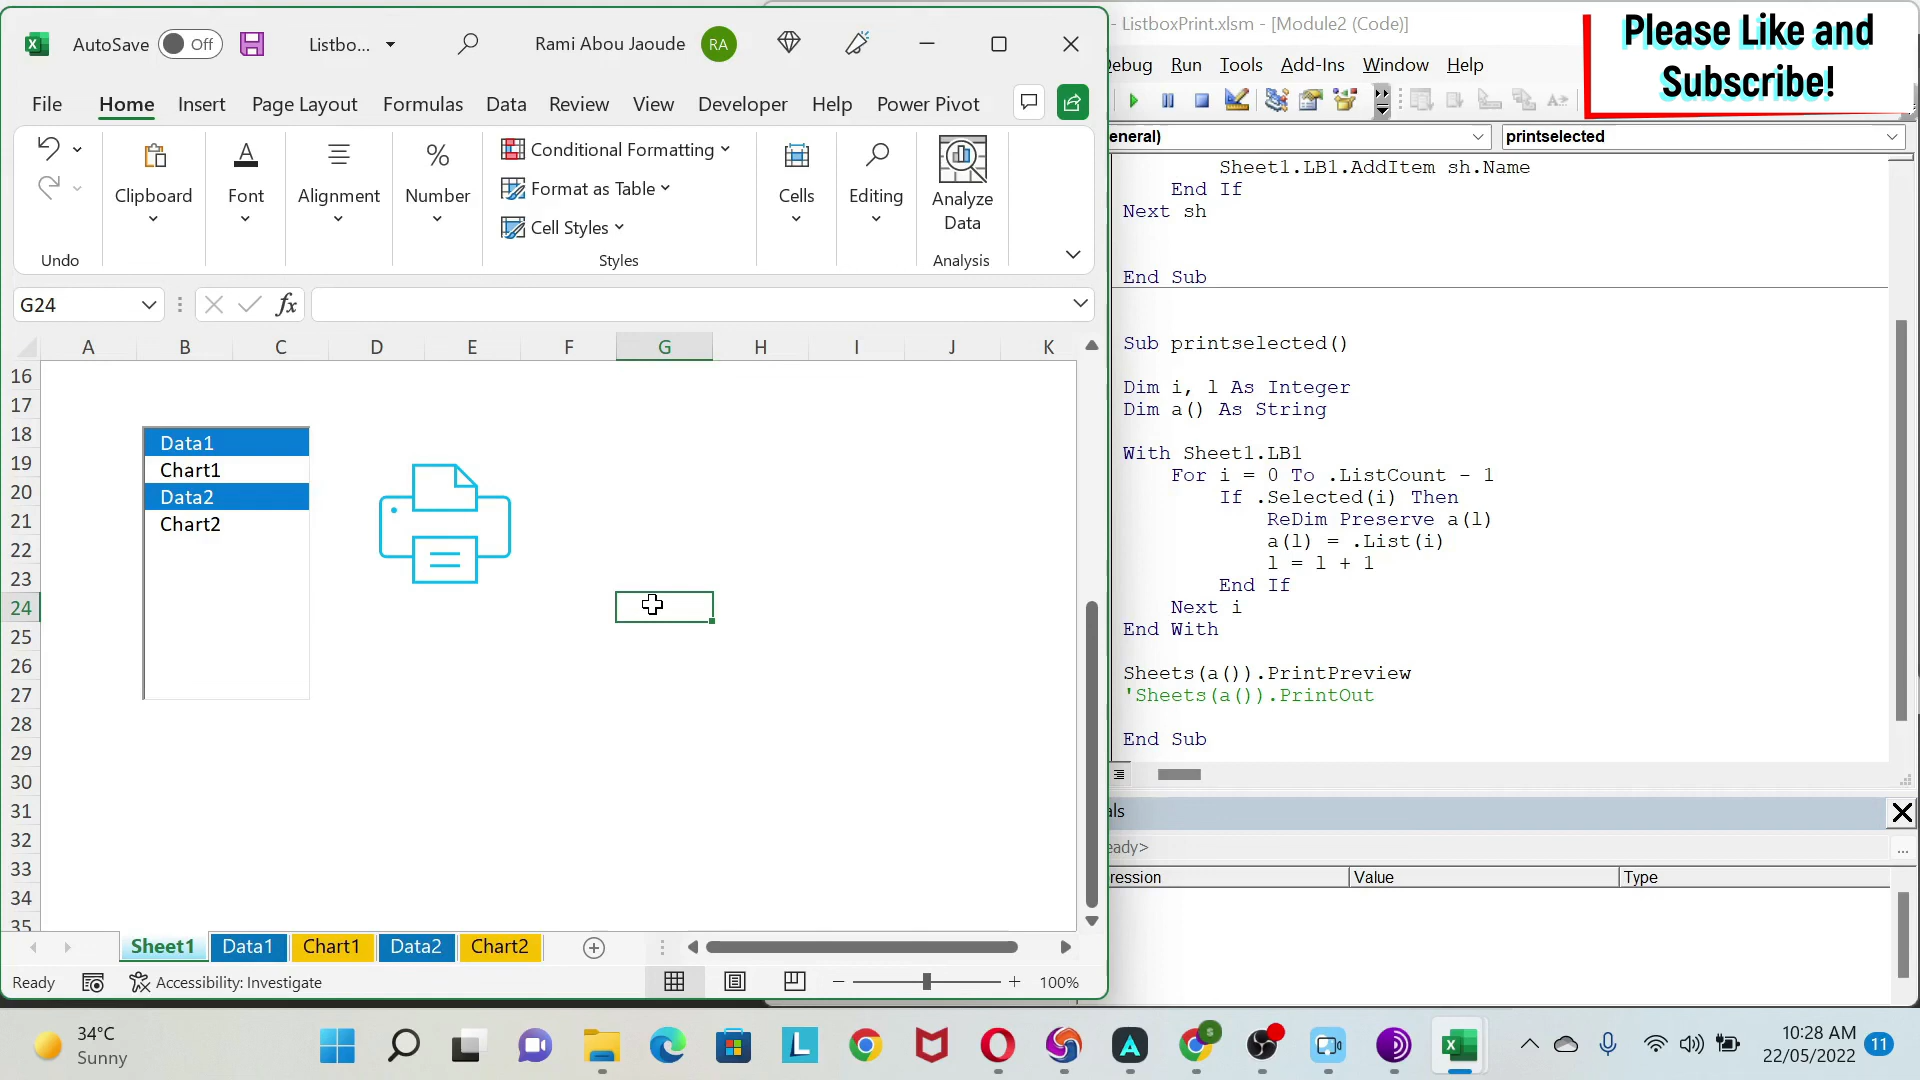 AutoSave Off Listbo... Rami Abou Jaoude RA
File Home Insert Page Layout Formulas Data Review View Developer Help Power Pivot
Clipboard Font Alignment Number
Conditional Formatting
Format as Table
Cell Styles
Cells Editing Analyze
Data
Undo Styles Analysis
G24 fx
A B C D E F G H I J K
16
17
18
19
20
21
22
23
24
25
26
27
28
29
30
31
32
33
34
35
Data1
Chart1
Data2
Chart2
Sheet1 Data1 Chart1 Data2 Chart2
Ready Accessibility: Investigate 100%
- ListboxPrint.xlsm - [Module2 (Code)]
Please Like and
Subscribe!
ebug Run Tools Add-Ins Window Help
eneral) printselected
Sheet1.LB1.AddItem sh.Name
End If
Next sh
End Sub
Sub printselected()
Dim i, l As Integer
Dim a() As String
With Sheet1.LB1
For i = 0 To .ListCount - 1
If .Selected(i) Then
ReDim Preserve a(l)
a(l) = .List(i)
l = l + 1
End If
Next i
End With
Sheets(a()).PrintPreview
'Sheets(a()).PrintOut
End Sub
als
eady> ...
ression Value Type
34°C
Sunny
L
A
S
10:28 AM
22/05/2022
11